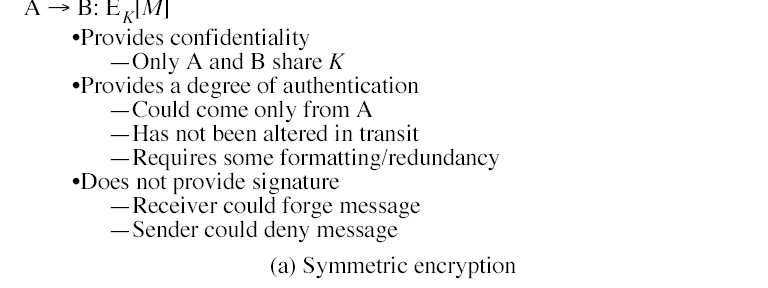 A → B: E_K[M]
•Provides confidentiality
—Only A and B share K
•Provides a degree of authentication
—Could come only from A
—Has not been altered in transit
—Requires some formatting/redundancy
•Does not provide signature
—Receiver could forge message
—Sender could deny message
(a) Symmetric encryption